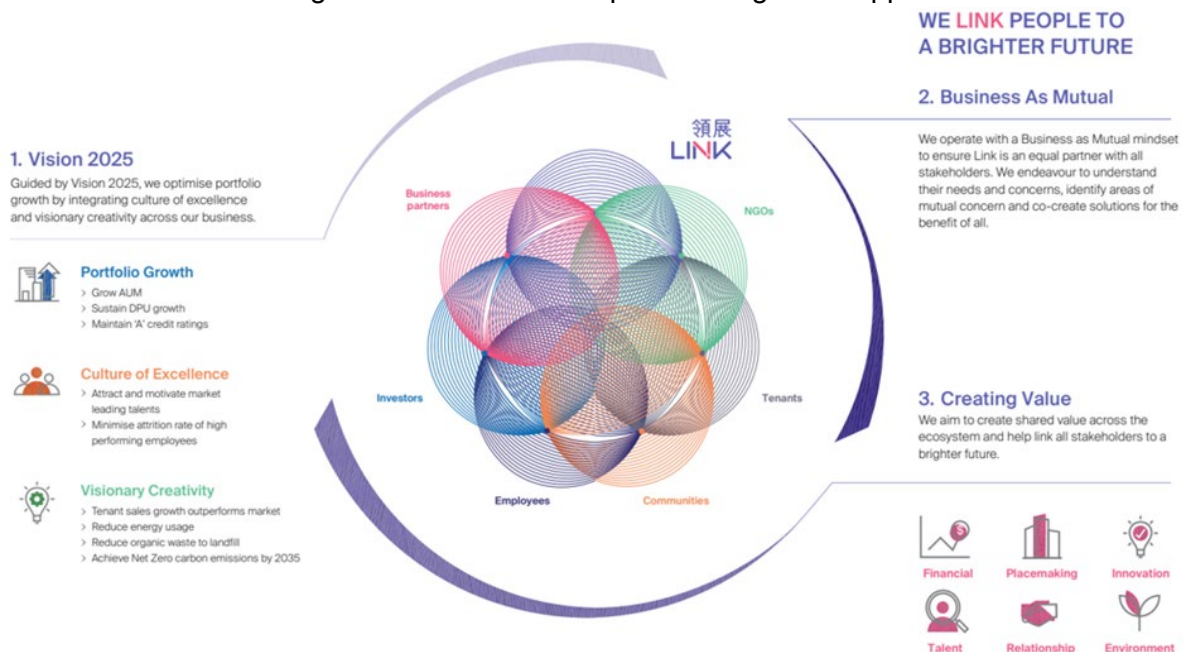 WE LINK PEOPLE TO
A BRIGHTER FUTURE
1. Vision 2025
Guided by Vision 2025, we optimise portfolio
growth by integrating culture of excellence
and visionary creativity across our business.
Portfolio Growth
> Grow AUM
> Sustain DPU growth
> Maintain 'A' credit ratings
Culture of Excellence
> Attract and motivate market
leading talents
> Minimise attrition rate of high
performing employees
Visionary Creativity
> Tenant sales growth outperforms market
> Reduce energy usage
> Reduce organic waste to landfill
> Achieve Net Zero carbon emissions by 2035
領展
LINK
Business
partners
NGOs
Investors
Tenants
Employees
Communities
2. Business As Mutual
We operate with a Business as Mutual mindset
to ensure Link is an equal partner with all
stakeholders. We endeavour to understand
their needs and concerns, identify areas of
mutual concern and co-create solutions for the
benefit of all.
3. Creating Value
We aim to create shared value across the
ecosystem and help link all stakeholders to a
brighter future.
Financial
Placemaking
Innovation
Talent
Relationship
Environment